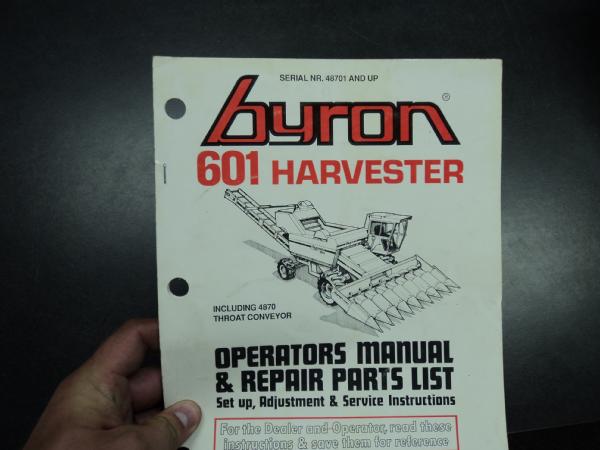 SERIAL NR. 48701 AND UP
byron®
601 HARVESTER
INCLUDING 4870
THROAT CONVEYOR
OPERATORS MANUAL
& REPAIR PARTS LIST
Set up, Adjustment & Service Instructions
For the Dealer and Operator, read these
instructions & save them for reference